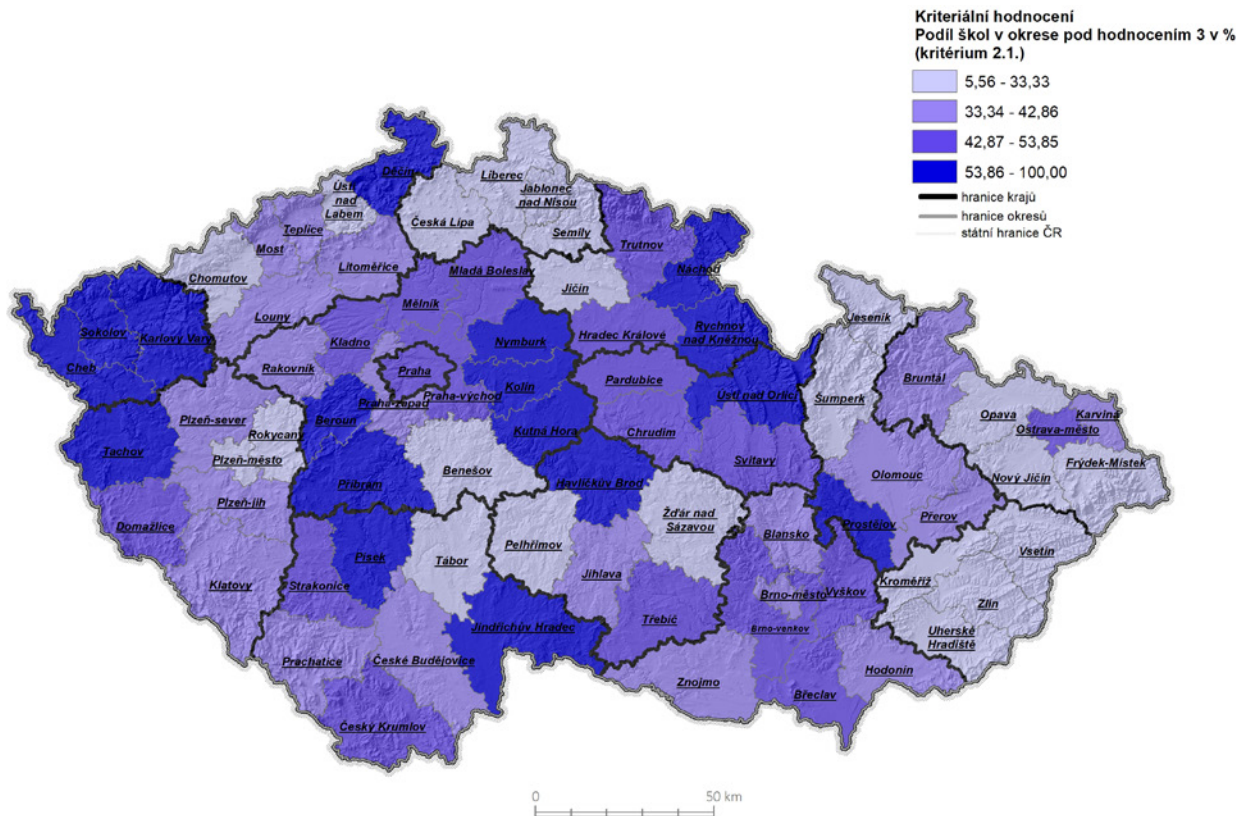 Kriteriální hodnocení
Podíl škol v okrese pod hodnocením 3 v %
(kritérium 2.1.)
5,56 - 33,33
33,34 - 42,86
42,87 - 53,85
53,86 - 100,00
hranice krajů
hranice okresů
státní hranice ČR
Děčín
Ústí
nad
Labem
Liberec
Jablonec
nad Nisou
Česká Lípa
Semily
Teplice
Most
Trutnov
Litoměřice
Chomutov
Mladá Boleslav
Náchod
Jičín
Jeseník
Mělník
Louny
Sokolov
Karlovy Vary
Hradec Králové
Rychnov
nad Kněžnou
Nymburk
Kladno
Rakovník
Cheb
Praha
Bruntál
Pardubice
Kolín
Ústí nad Orlicí
Šumperk
Praha-východ
Praha-západ
Beroun
Opava
Karviná
Ostrava-město
Plzeň-sever
Rokycany
Kutná Hora
Chrudim
Tachov
Plzeň-město
Svitavy
Benešov
Frýdek-Místek
Olomouc
Nový Jičín
Příbram
Havlíčkův Brod
Plzeň-jih
Žďár nad
Sázavou
Přerov
Domažlice
Prostějov
Blansko
Písek
Tábor
Pelhřimov
Vsetín
Jihlava
Kroměříž
Klatovy
Strakonice
Brno-město
Vyškov
Zlín
Třebíč
Jindřichův Hradec
Brno-venkov
Uherské
Hradiště
Prachatice
České Budějovice
Hodonín
Znojmo
Břeclav
Český Krumlov
0 50 km